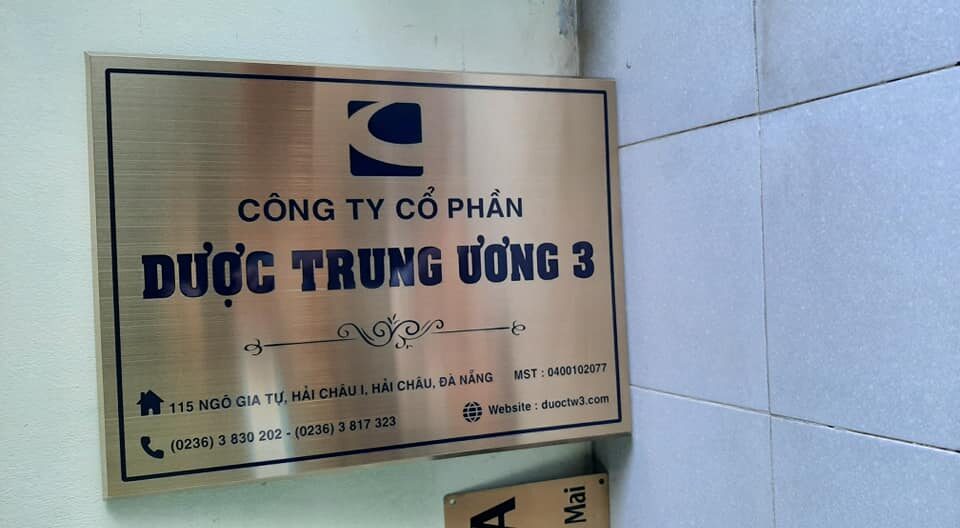 CÔNG TY CỔ PHẦN
DƯỢC TRUNG ƯƠNG 3
115 NGÔ GIA TỰ, HẢI CHÂU I, HẢI CHÂU, ĐÀ NẴNG MST : 0400102077
(0236) 3 830 202 - (0236) 3 817 323 Website : duoctw3.com
A
Mai